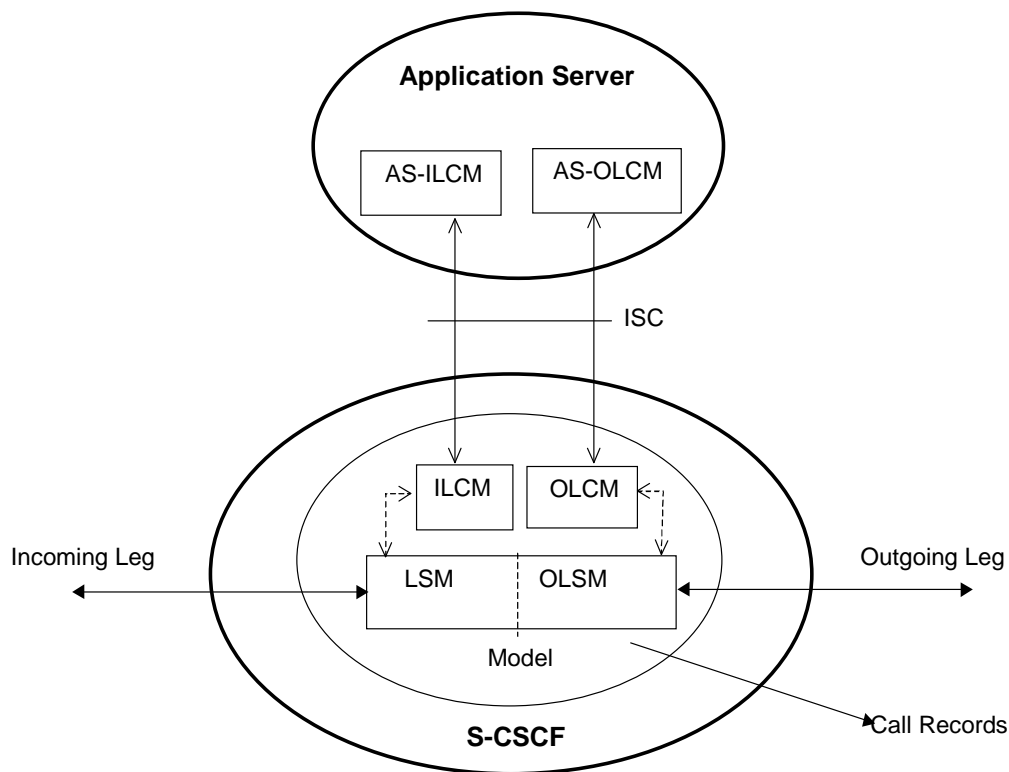 Application Server
AS-ILCM
AS-OLCM
ISC
ILCM
OLCM
Incoming Leg
Outgoing Leg
LSM
OLSM
Model
S-CSCF
Call Records